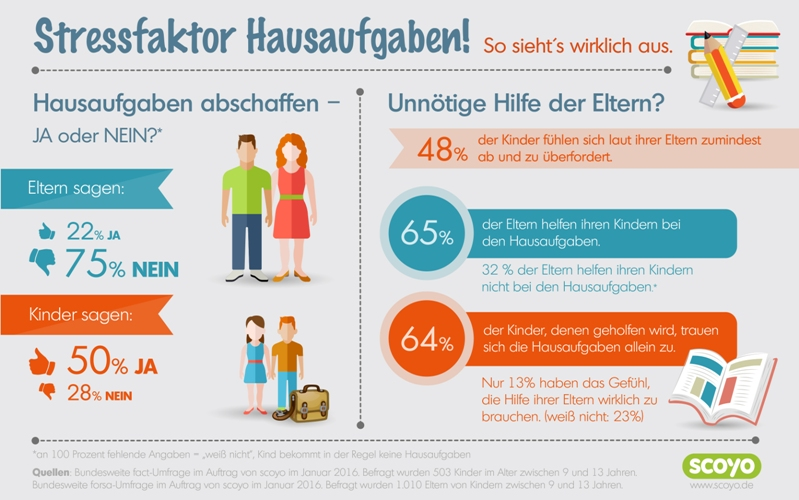 Stressfaktor Hausaufgaben! So sieht´s wirklich aus.
Hausaufgaben abschaffen –
JA oder NEIN?*
Eltern sagen:
22% JA
75% NEIN
Kinder sagen:
50% JA
28% NEIN
Unnötige Hilfe der Eltern?
48% der Kinder fühlen sich laut ihrer Eltern zumindest
ab und zu überfordert.
65% der Eltern helfen ihren Kindern bei
den Hausaufgaben.
32 % der Eltern helfen ihren Kindern
nicht bei den Hausaufgaben.*
64% der Kinder, denen geholfen wird, trauen
sich die Hausaufgaben allein zu.
Nur 13% haben das Gefühl,
die Hilfe ihrer Eltern wirklich zu
brauchen. (weiß nicht: 23%)
*an 100 Prozent fehlende Angaben = „weiß nicht", Kind bekommt in der Regel keine Hausaufgaben
Quellen: Bundesweite fact-Umfrage im Auftrag von scoyo im Januar 2016. Befragt wurden 503 Kinder im Alter zwischen 9 und 13 Jahren.
Bundesweite forsa-Umfrage im Auftrag von scoyo im Januar 2016. Befragt wurden 1.010 Eltern von Kindern zwischen 9 und 13 Jahren.
scoyo
www.scoyo.de